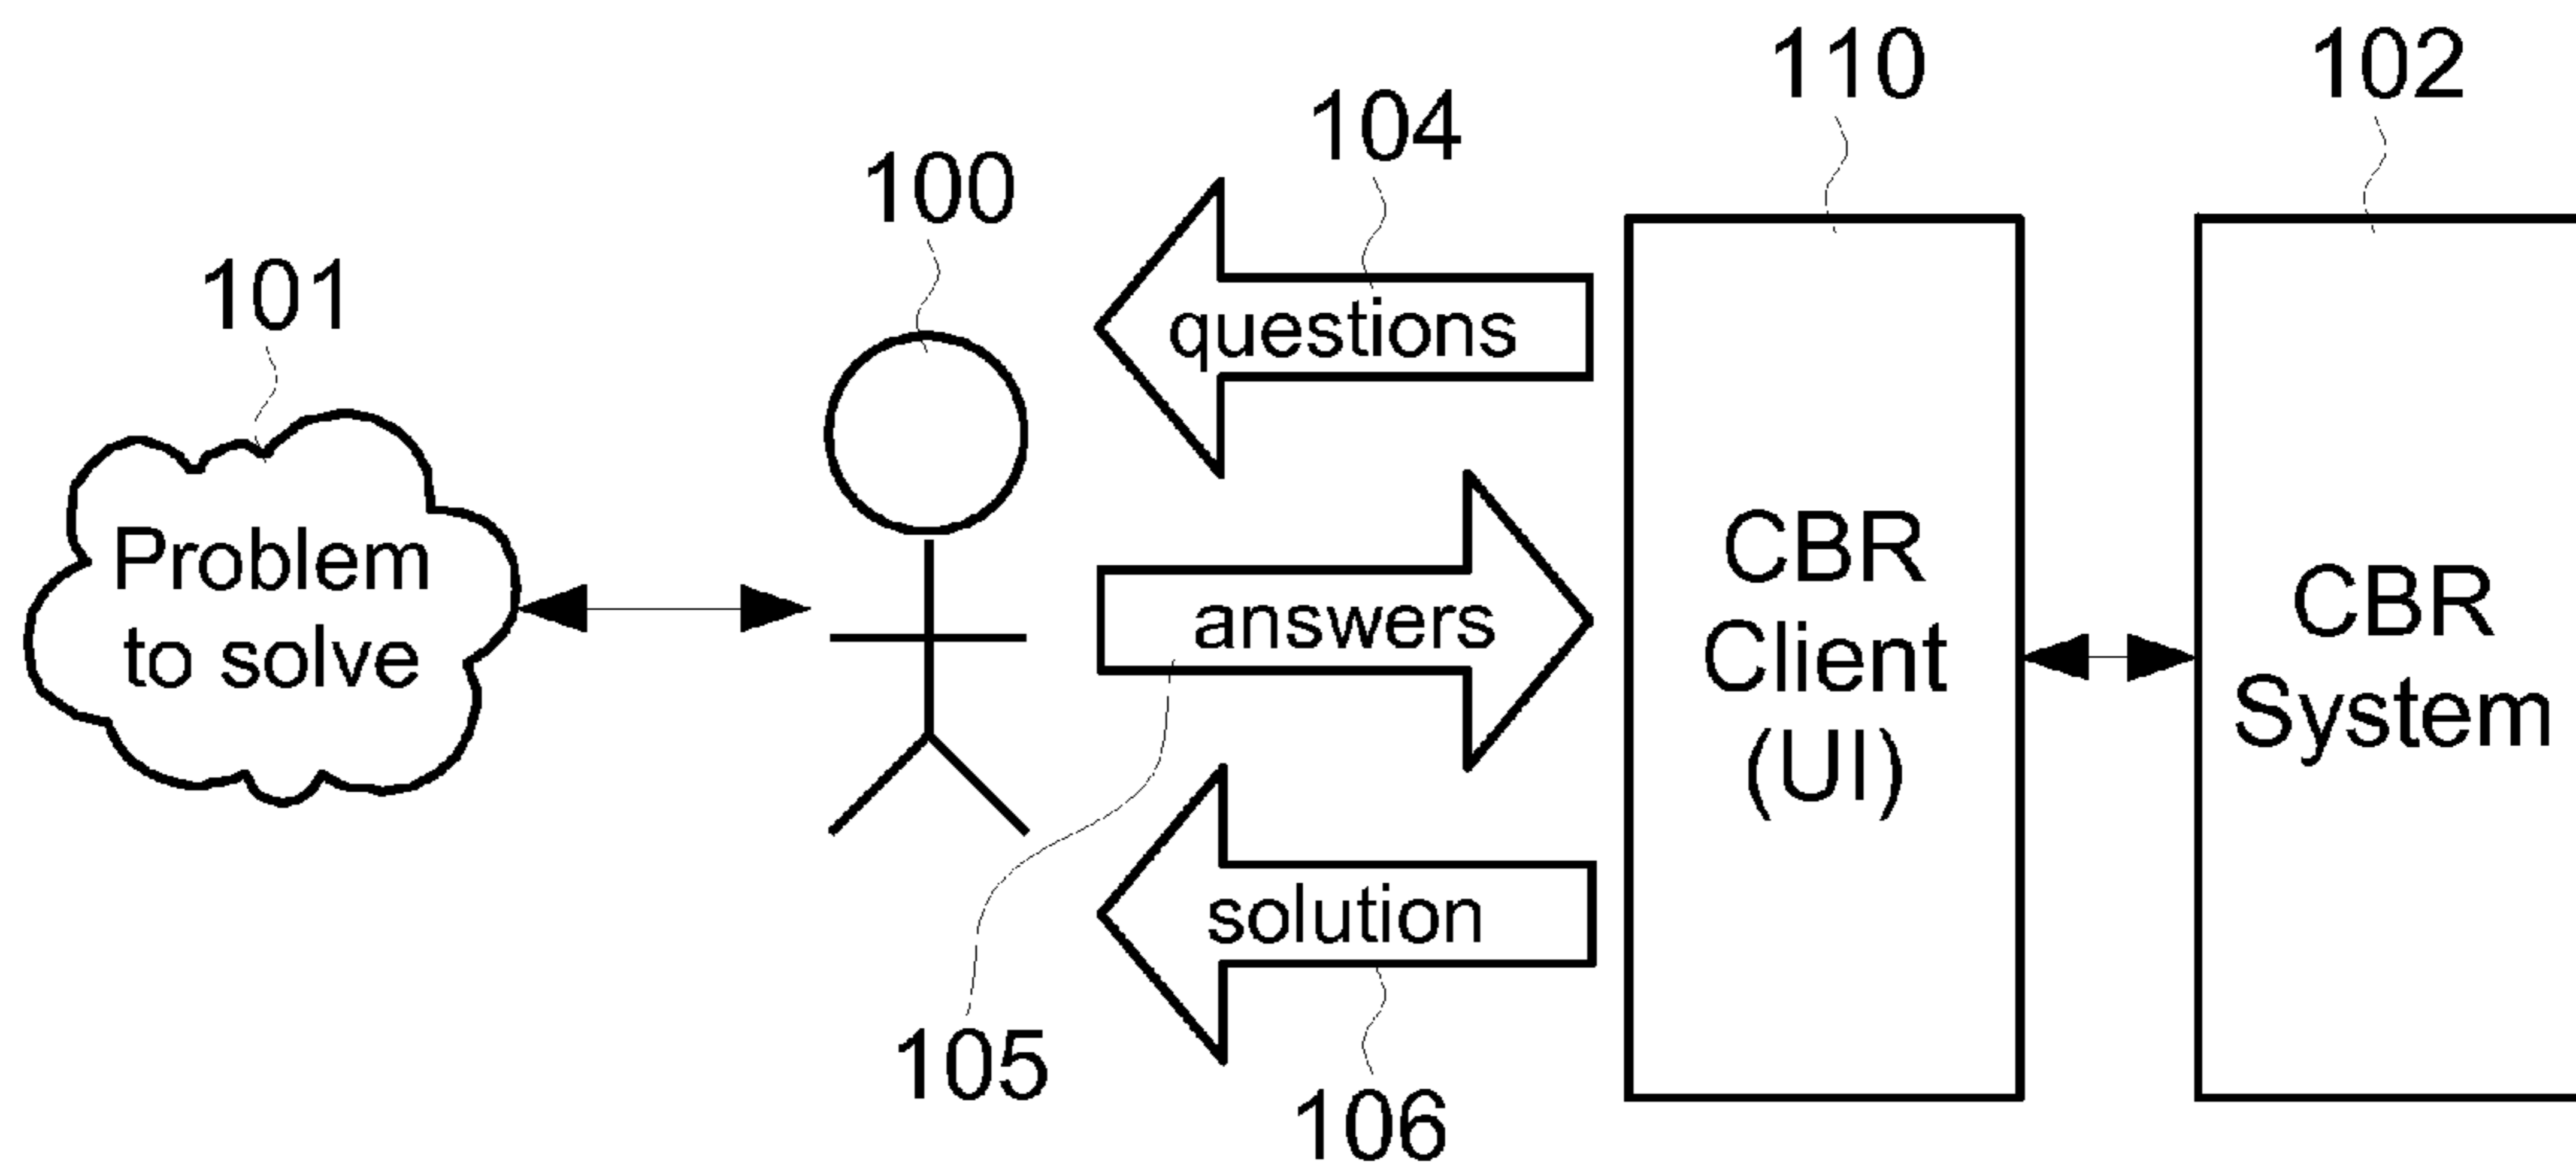 110
102
104
100
101
questions
Problem
to solve
answers
CBR
Client
(UI)
CBR
System
solution
105
106